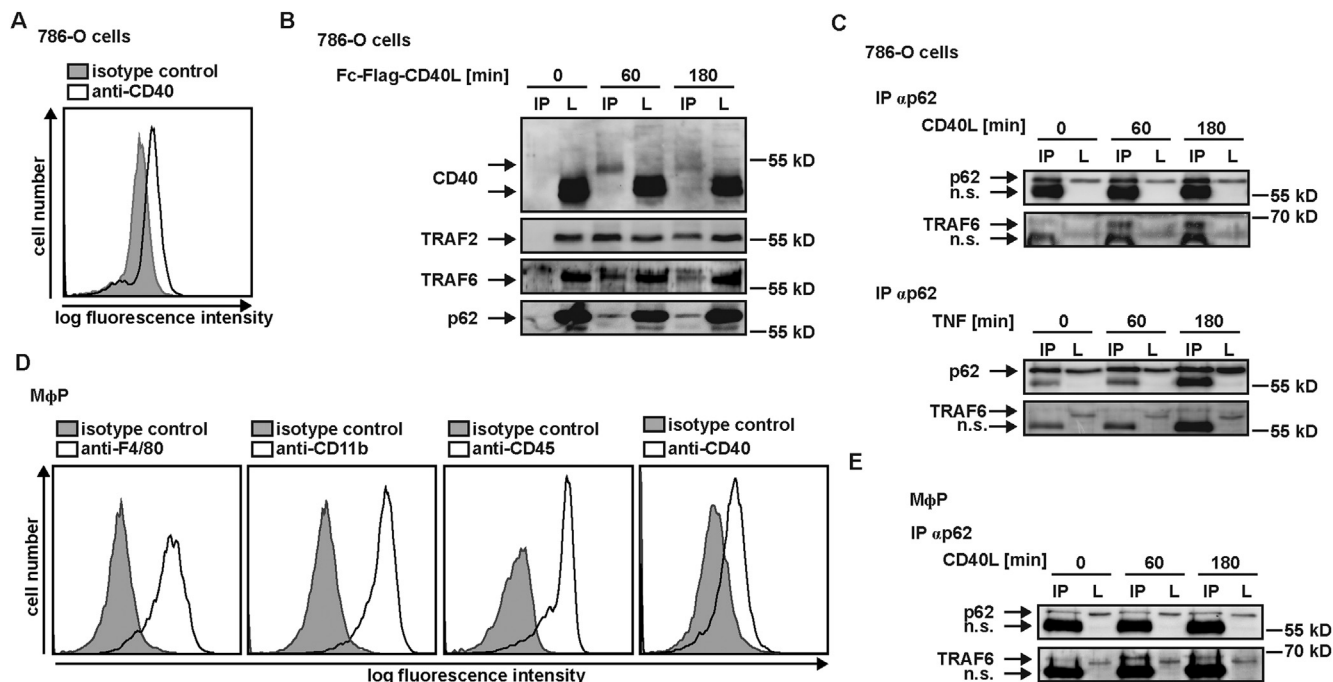 A
786-O cells
isotype control
anti-CD40
cell number
log fluorescence intensity
B
786-O cells
Fc-Flag-CD40L [min] 0 60 180
IP L IP L IP L
CD40
55 kD
TRAF2
55 kD
TRAF6
55 kD
p62
55 kD
C
786-O cells
IP αp62
CD40L [min] 0 60 180
IP L IP L IP L
p62
n.s.
55 kD
70 kD
TRAF6
n.s.
IP αp62
TNF [min] 0 60 180
IP L IP L IP L
p62
55 kD
TRAF6
n.s.
55 kD
D
MϕP
isotype control isotype control isotype control isotype control
anti-F4/80 anti-CD11b anti-CD45 anti-CD40
cell number
log fluorescence intensity
E
MϕP
IP αp62
CD40L [min] 0 60 180
IP L IP L IP L
p62
n.s.
55 kD
70 kD
TRAF6
n.s.